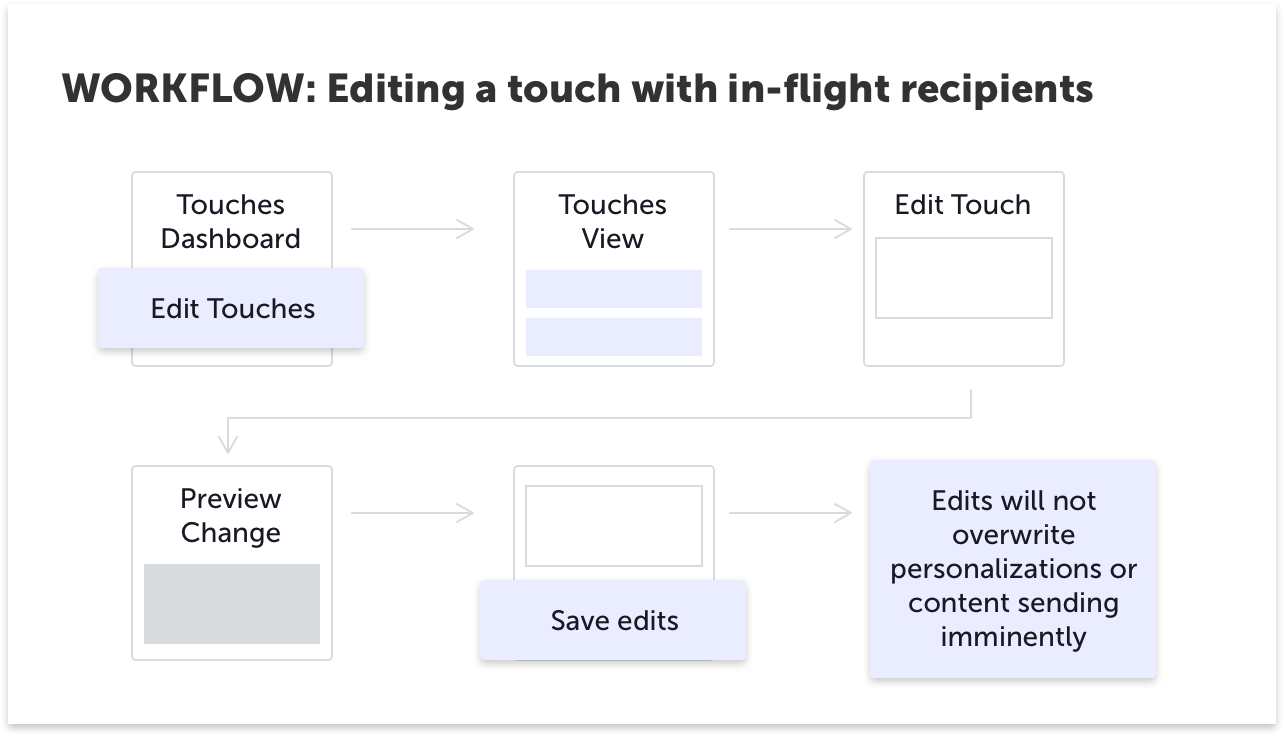 WORKFLOW: Editing a touch with in-flight recipients
Touches
Dashboard
Edit Touches
Touches
View
Edit Touch
Preview
Change
Save edits
Edits will not
overwrite
personalizations or
content sending
imminently